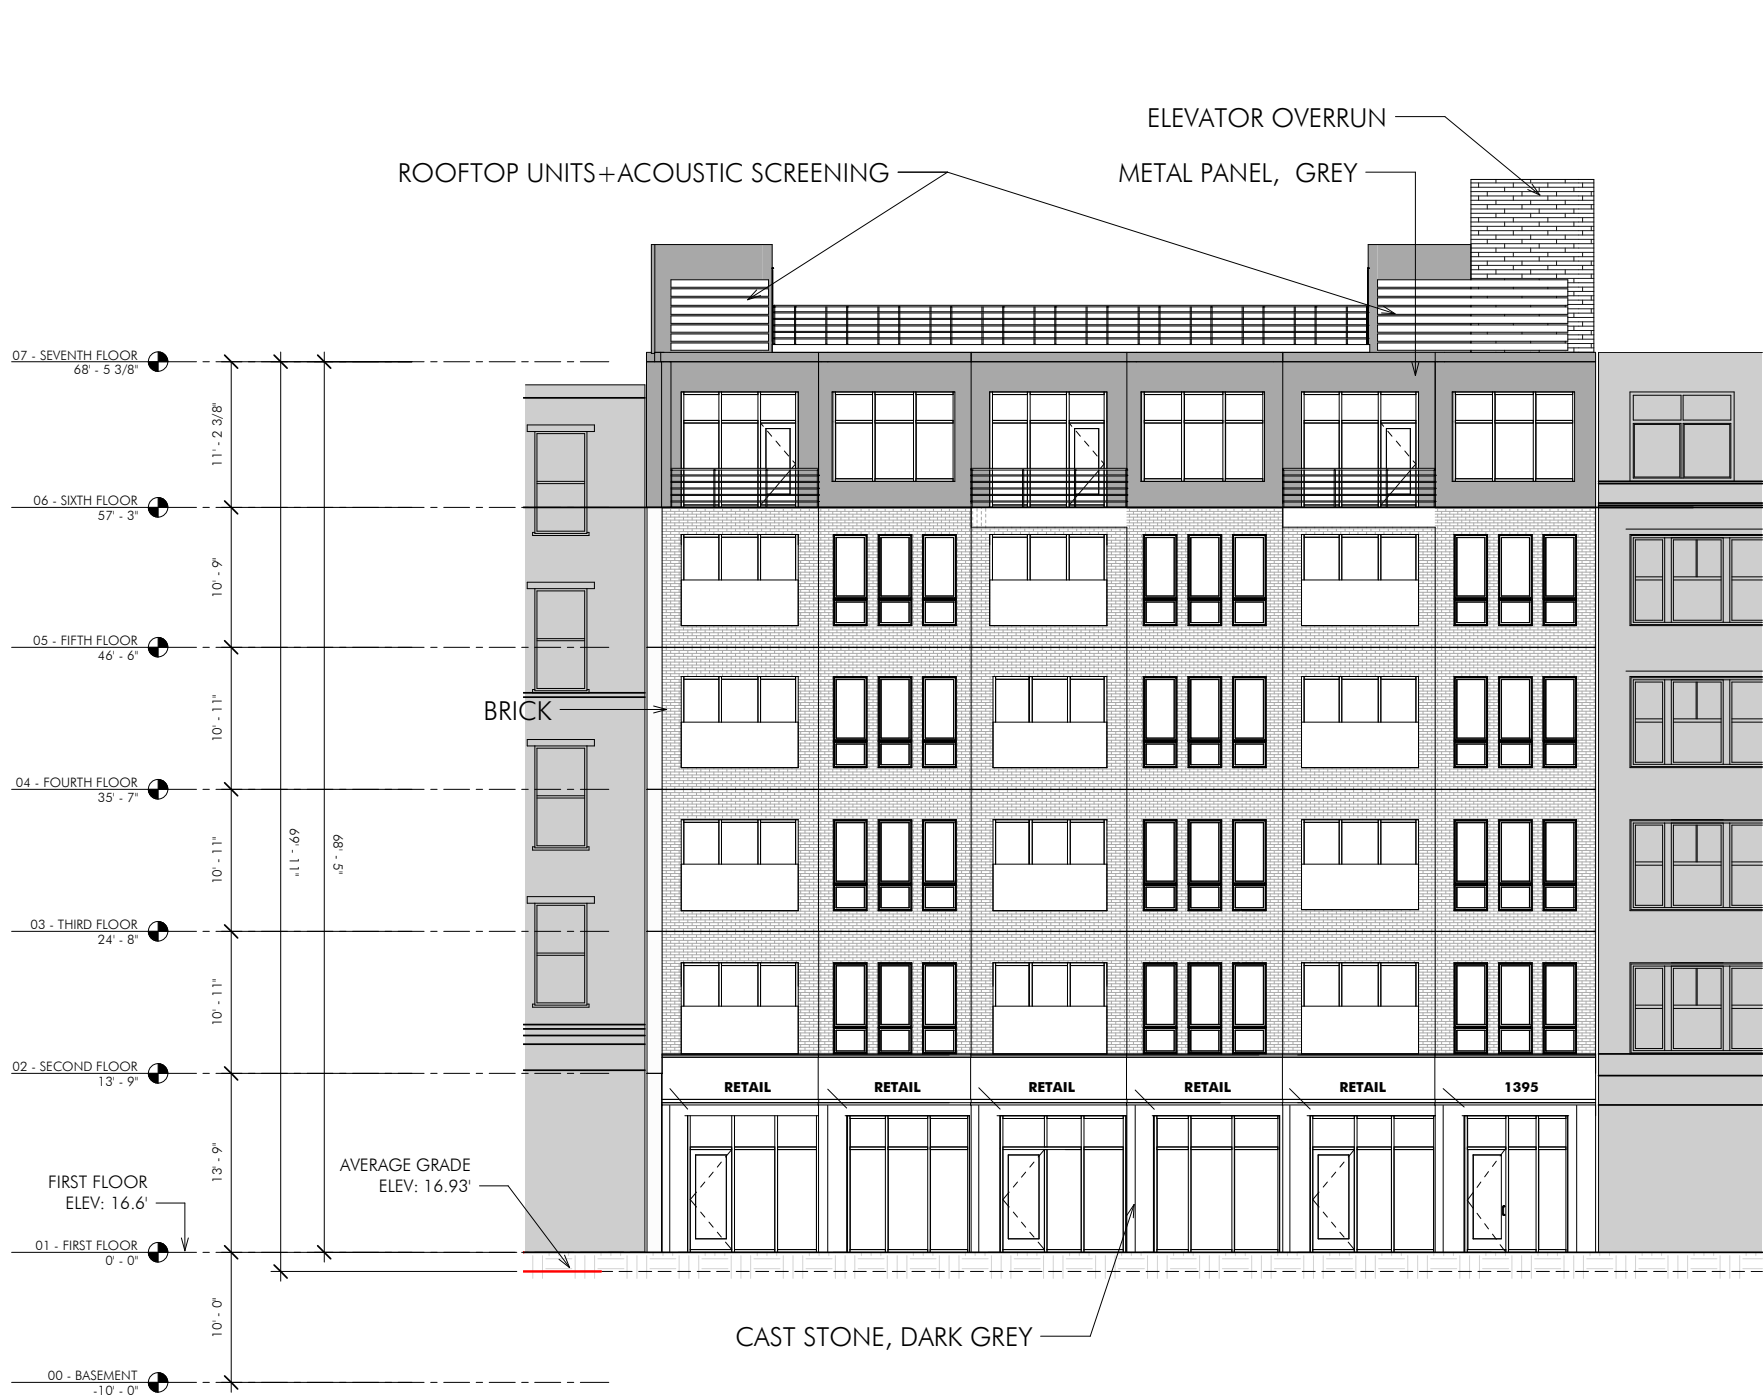 ELEVATOR OVERRUN
ROOFTOP UNITS+ACOUSTIC SCREENING
METAL PANEL, GREY
07 - SEVENTH FLOOR
68' - 5 3/8"
11' - 2 3/8"
06 - SIXTH FLOOR
57' - 3"
10' - 9"
05 - FIFTH FLOOR
46' - 6"
BRICK
10' - 11"
04 - FOURTH FLOOR
35' - 7"
69' - 11"
68' - 5"
10' - 11"
03 - THIRD FLOOR
24' - 8"
10' - 11"
02 - SECOND FLOOR
13' - 9"
RETAIL
RETAIL
RETAIL
RETAIL
RETAIL
1395
13' - 9"
AVERAGE GRADE
ELEV: 16.93'
FIRST FLOOR
ELEV: 16.6'
01 - FIRST FLOOR
0' - 0"
10' - 0"
CAST STONE, DARK GREY
00 - BASEMENT
-10' - 0"